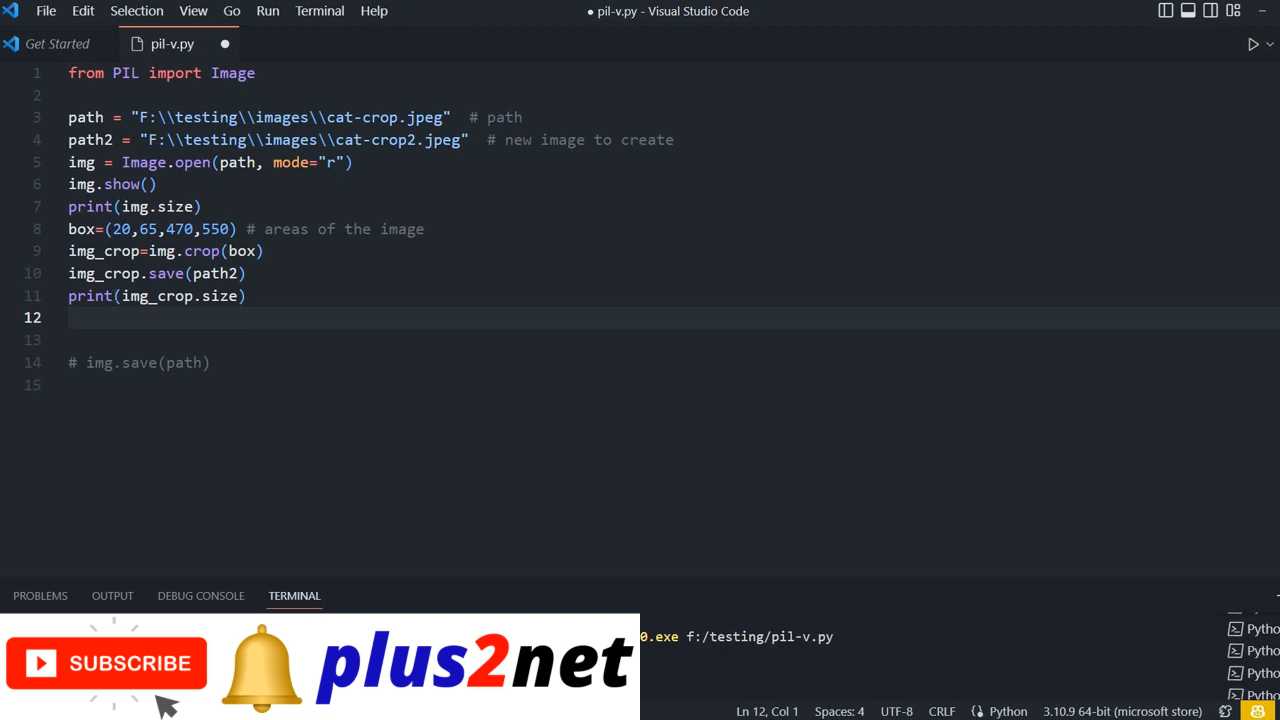 File Edit Selection View Go Run Terminal Help ● pil-v.py - Visual Studio Code
Get Started pil-v.py
1 from PIL import Image
2
3 path = "F:\\testing\\images\\cat-crop.jpeg" # path
4 path2 = "F:\\testing\\images\\cat-crop2.jpeg" # new image to create
5 img = Image.open(path, mode="r")
6 img.show()
7 print(img.size)
8 box=(20,65,470,550) # areas of the image
9 img_crop=img.crop(box)
10 img_crop.save(path2)
11 print(img_crop.size)
12
13
14 # img.save(path)
15
PROBLEMS OUTPUT DEBUG CONSOLE TERMINAL
0.exe f:/testing/pil-v.py
Pytho
Pytho
Pytho
Pytho
SUBSCRIBE
plus2net
Ln 12, Col 1 Spaces: 4 UTF-8 CRLF Python 3.10.9 64-bit (microsoft store)